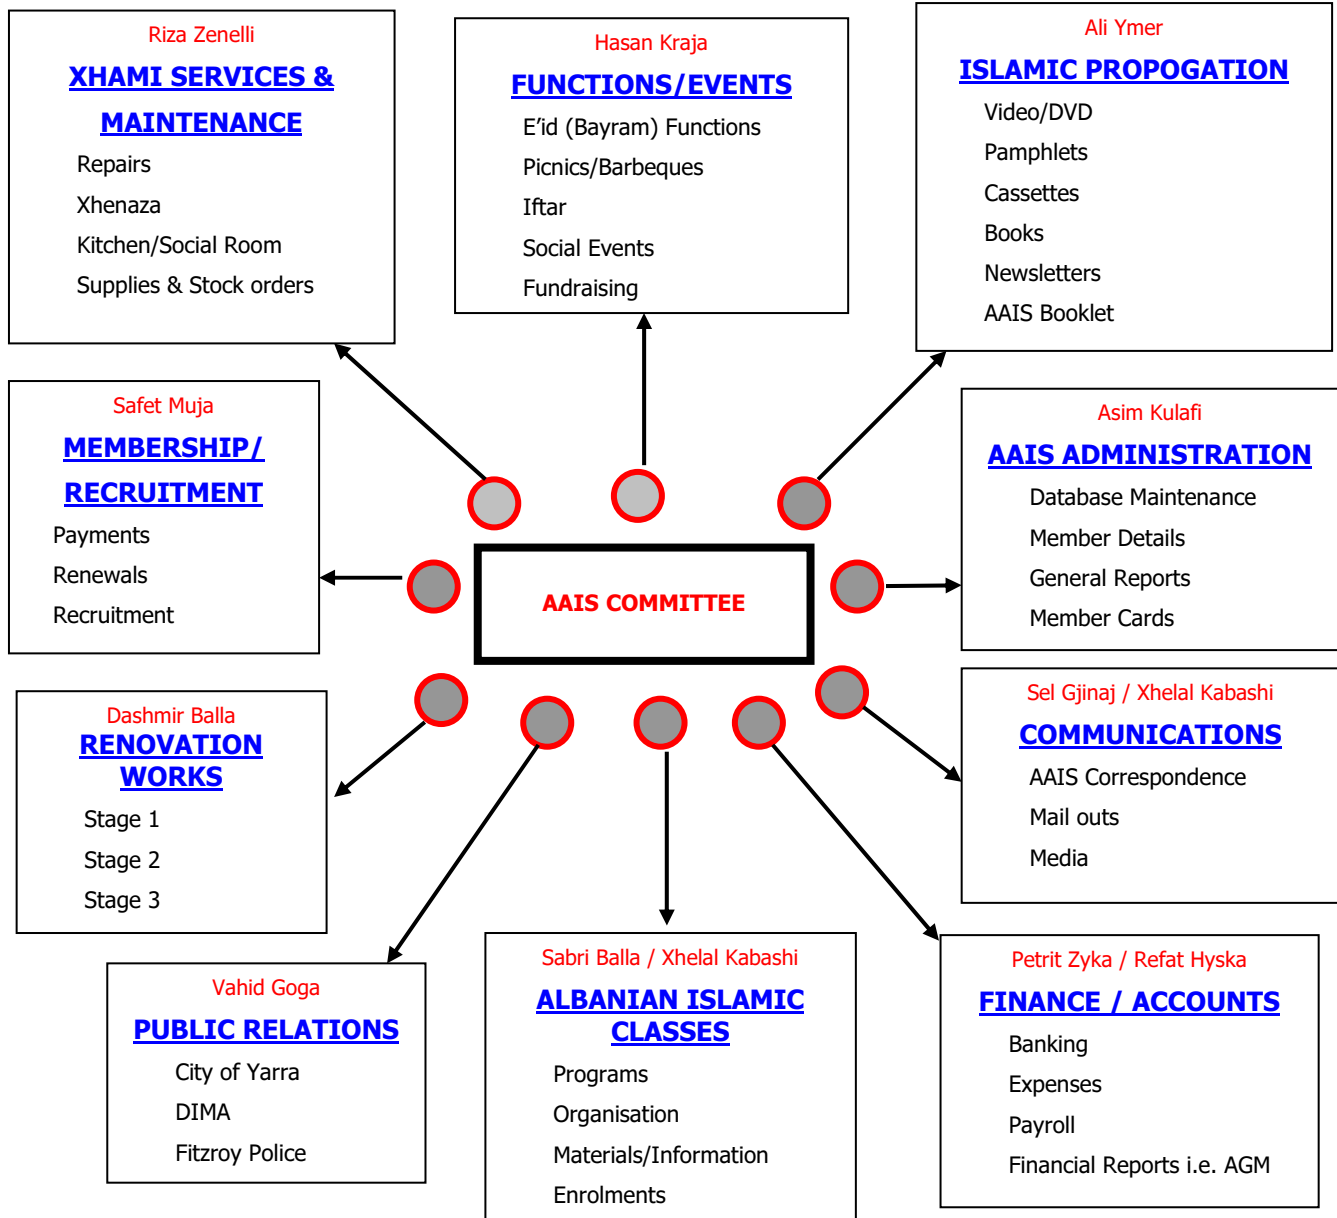 Riza Zenelli
XHAMI SERVICES &
MAINTENANCE
Repairs
Xhenaza
Kitchen/Social Room
Supplies & Stock orders
Hasan Kraja
FUNCTIONS/EVENTS
E'id (Bayram) Functions
Picnics/Barbeques
Iftar
Social Events
Fundraising
Ali Ymer
ISLAMIC PROPOGATION
Video/DVD
Pamphlets
Cassettes
Books
Newsletters
AAIS Booklet
Safet Muja
MEMBERSHIP/
RECRUITMENT
Payments
Renewals
Recruitment
AAIS COMMITTEE
Asim Kulafi
AAIS ADMINISTRATION
Database Maintenance
Member Details
General Reports
Member Cards
Dashmir Balla
RENOVATION
WORKS
Stage 1
Stage 2
Stage 3
Sel Gjinaj / Xhelal Kabashi
COMMUNICATIONS
AAIS Correspondence
Mail outs
Media
Vahid Goga
PUBLIC RELATIONS
City of Yarra
DIMA
Fitzroy Police
Sabri Balla / Xhelal Kabashi
ALBANIAN ISLAMIC
CLASSES
Programs
Organisation
Materials/Information
Enrolments
Petrit Zyka / Refat Hyska
FINANCE / ACCOUNTS
Banking
Expenses
Payroll
Financial Reports i.e. AGM